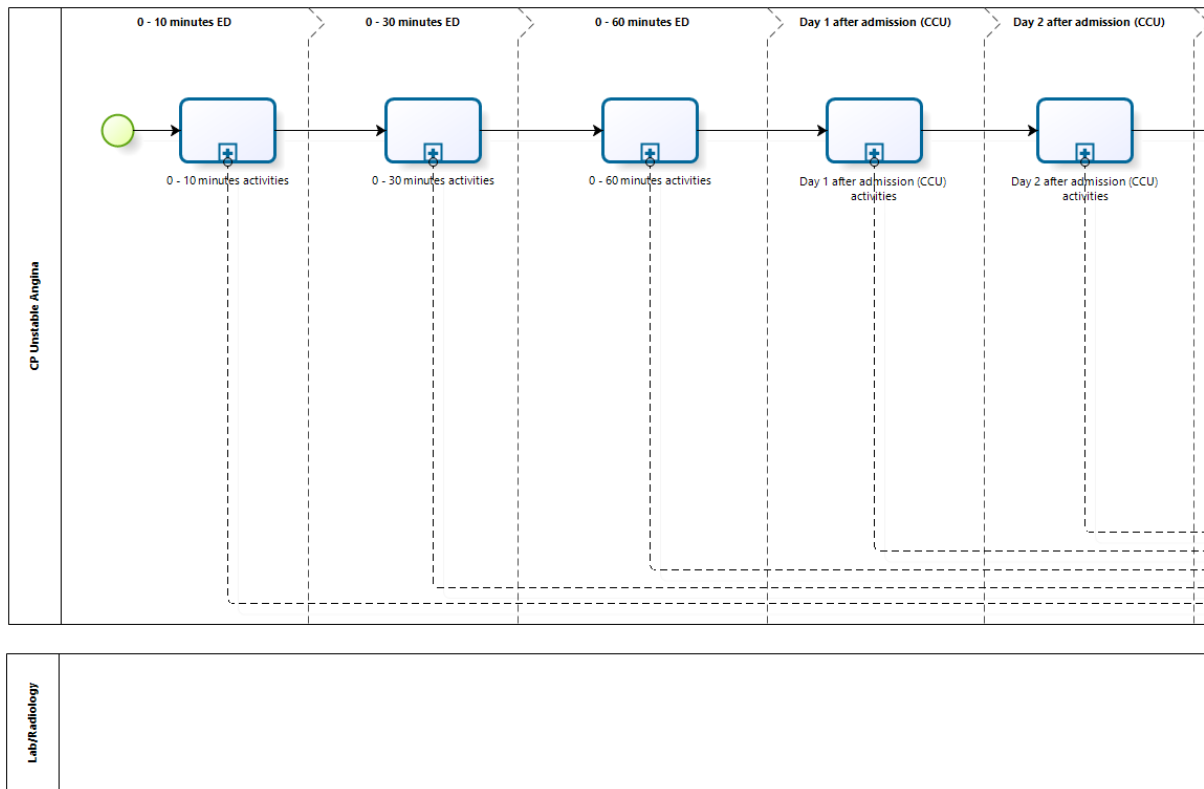 0 - 10 minutes ED
0 - 30 minutes ED
0 - 60 minutes ED
Day 1 after admission (CCU)
Day 2 after admission (CCU)
0 - 10 minutes activities
0 - 30 minutes activities
0 - 60 minutes activities
Day 1 after admission (CCU)
activities
Day 2 after admission (CCU)
activities
CP Unstable Angina
Lab/Radiology